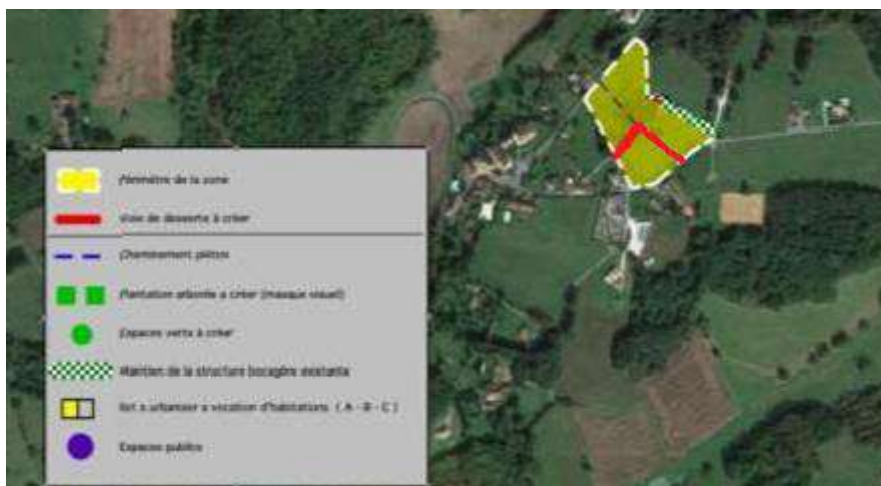 Périmètre de la zone
Voie de desserte à créer
Cheminement piéton
Plantation arborée à créer (masque visuel)
Espaces verts à créer
Maintien de la structure bocagère existante
Ilot à urbaniser à vocation d'habitations ( A - B - C )
Espaces publics